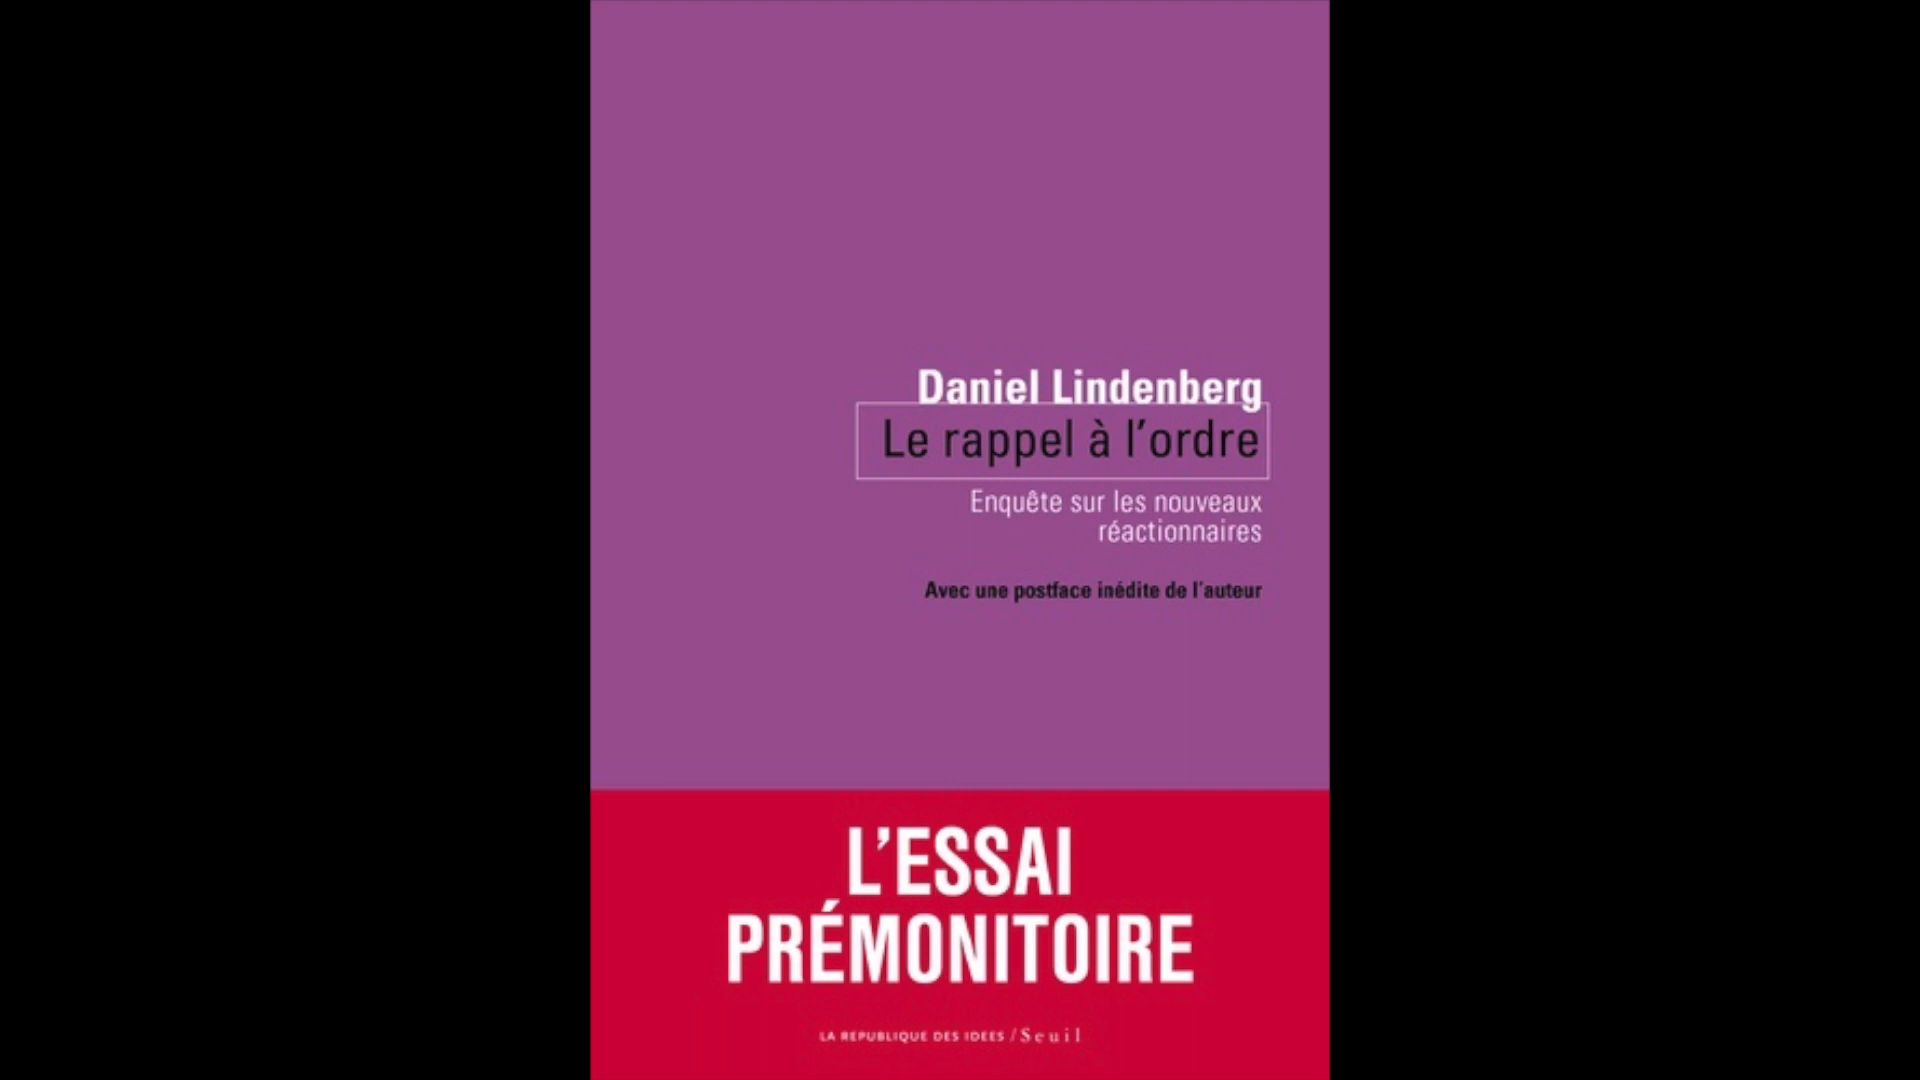 Daniel Lindenberg
Le rappel à l’ordre
Enquête sur les nouveaux
réactionnaires
Avec une postface inédite de l’auteur
L’ESSAI
PRÉMONITOIRE
LA REPUBLIQUE DES IDEES / Seuil